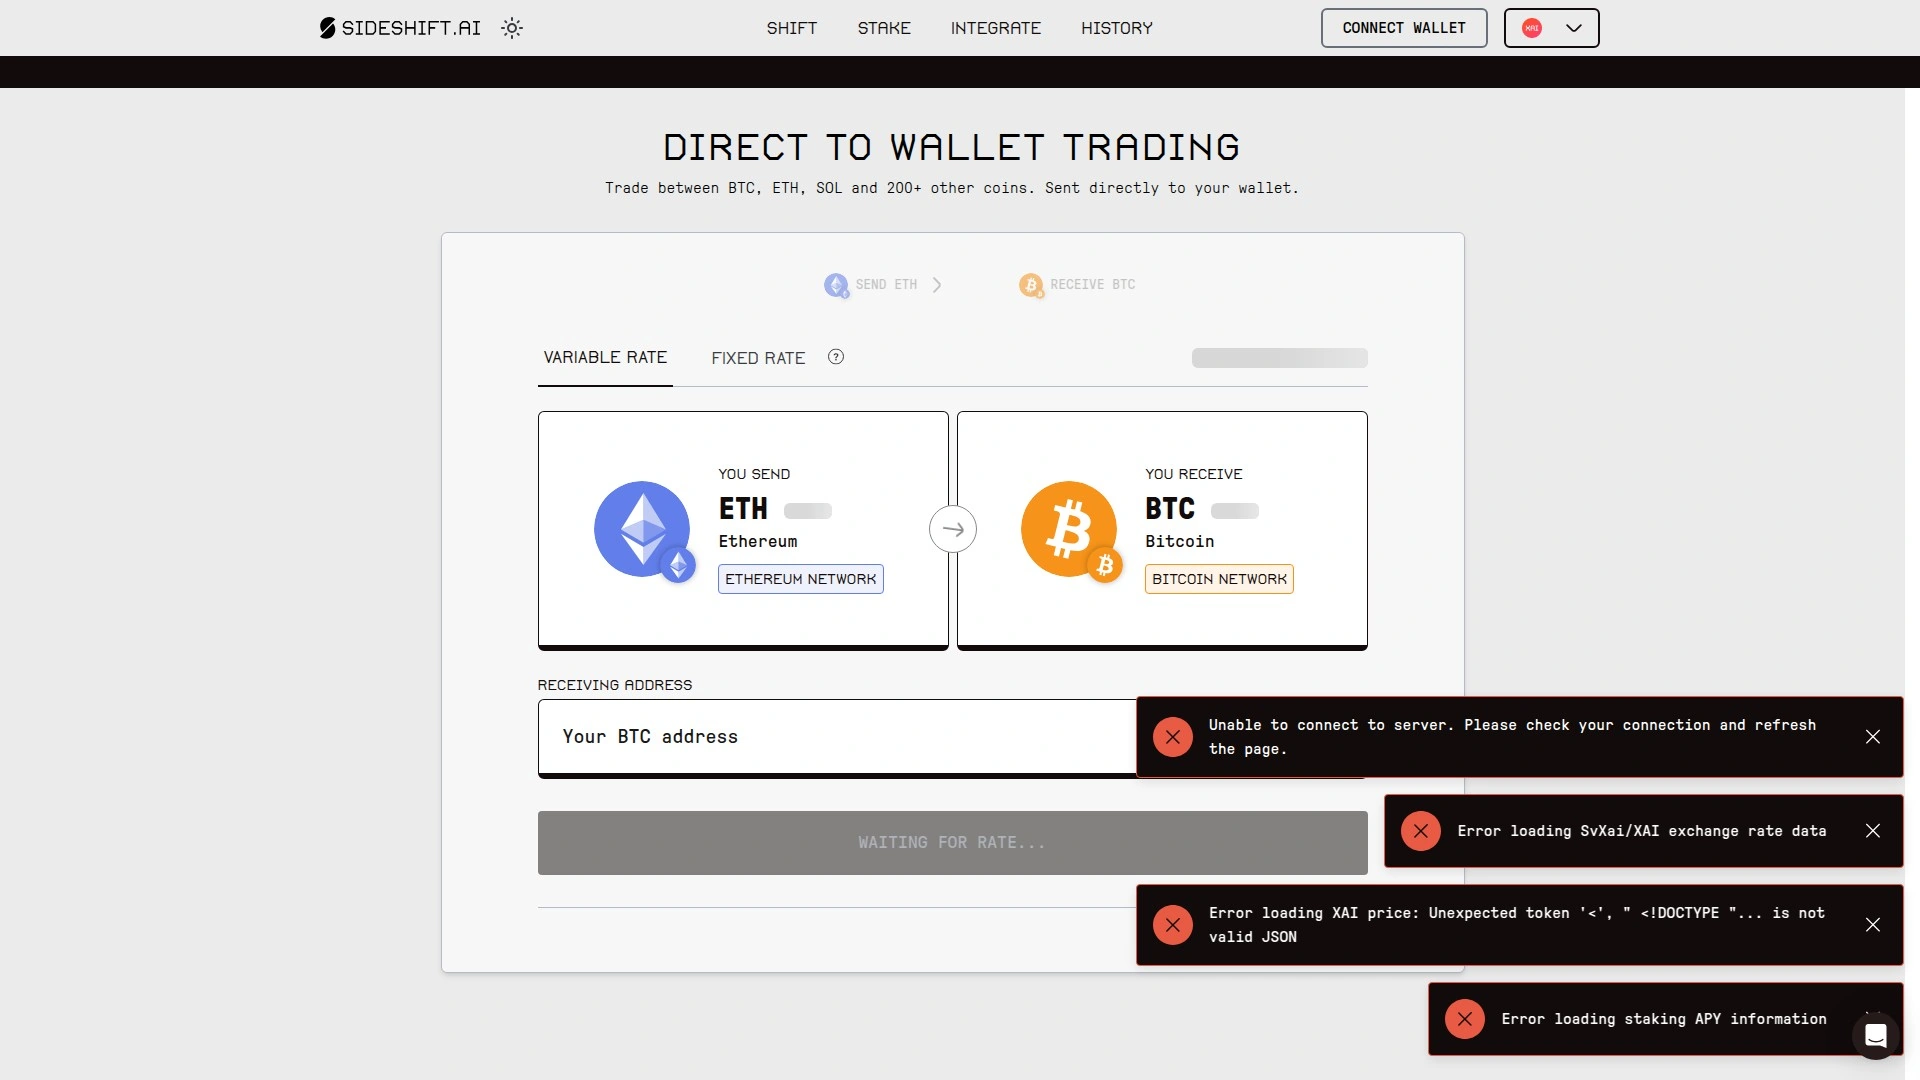 SIDESHIFT.AI
SHIFT
STAKE
INTEGRATE
HISTORY
CONNECT WALLET
XAI
DIRECT TO WALLET TRADING
Trade between BTC, ETH, SOL and 200+ other coins. Sent directly to your wallet.
SEND ETH
RECEIVE BTC
VARIABLE RATE
FIXED RATE
?
YOU SEND
ETH
Ethereum
ETHEREUM NETWORK
YOU RECEIVE
BTC
Bitcoin
BITCOIN NETWORK
RECEIVING ADDRESS
Your BTC address
WAITING FOR RATE...
Unable to connect to server. Please check your connection and refresh
the page.
Error loading SvXai/XAI exchange rate data
Error loading XAI price: Unexpected token '<', " <!DOCTYPE "... is not
valid JSON
Error loading staking APY information